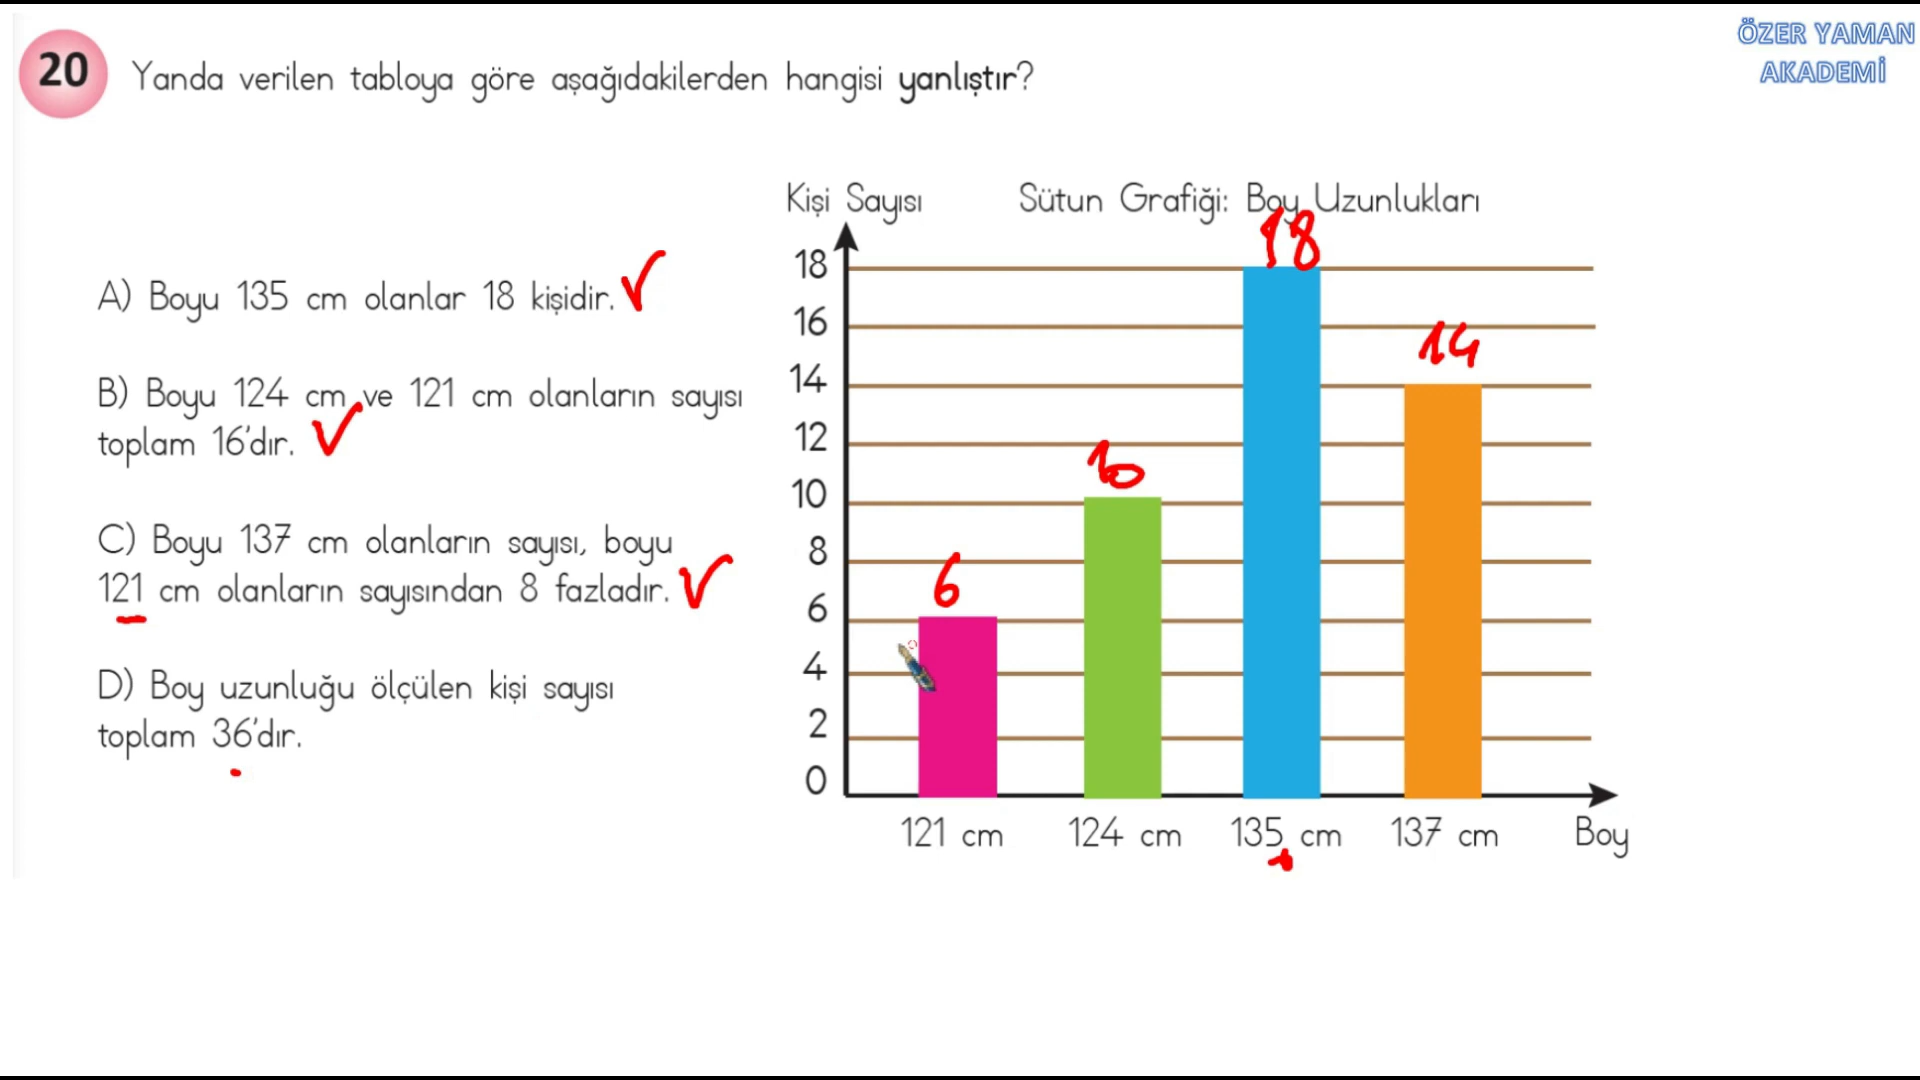 ÖZER YAMAN
AKADEMİ
20 Yanda verilen tabloya göre aşağıdakilerden hangisi yanlıştır?
A) Boyu 135 cm olanlar 18 kişidir.
B) Boyu 124 cm ve 121 cm olanların sayısı
toplam 16'dır.
C) Boyu 137 cm olanların sayısı, boyu
121 cm olanların sayısından 8 fazladır.
D) Boy uzunluğu ölçülen kişi sayısı
toplam 36'dır.
Kişi Sayısı
Sütun Grafiği: Boy Uzunlukları
18
16
14
12
10
8
6
4
2
0
6
10
18
14
121 cm
124 cm
135 cm
137 cm
Boy